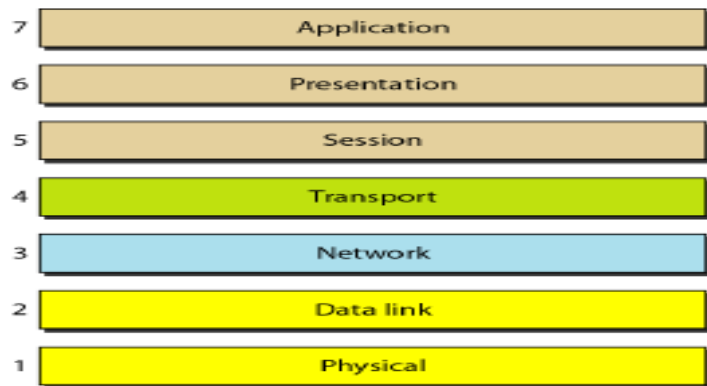 7 Application
6 Presentation
5 Session
4 Transport
3 Network
2 Data link
1 Physical